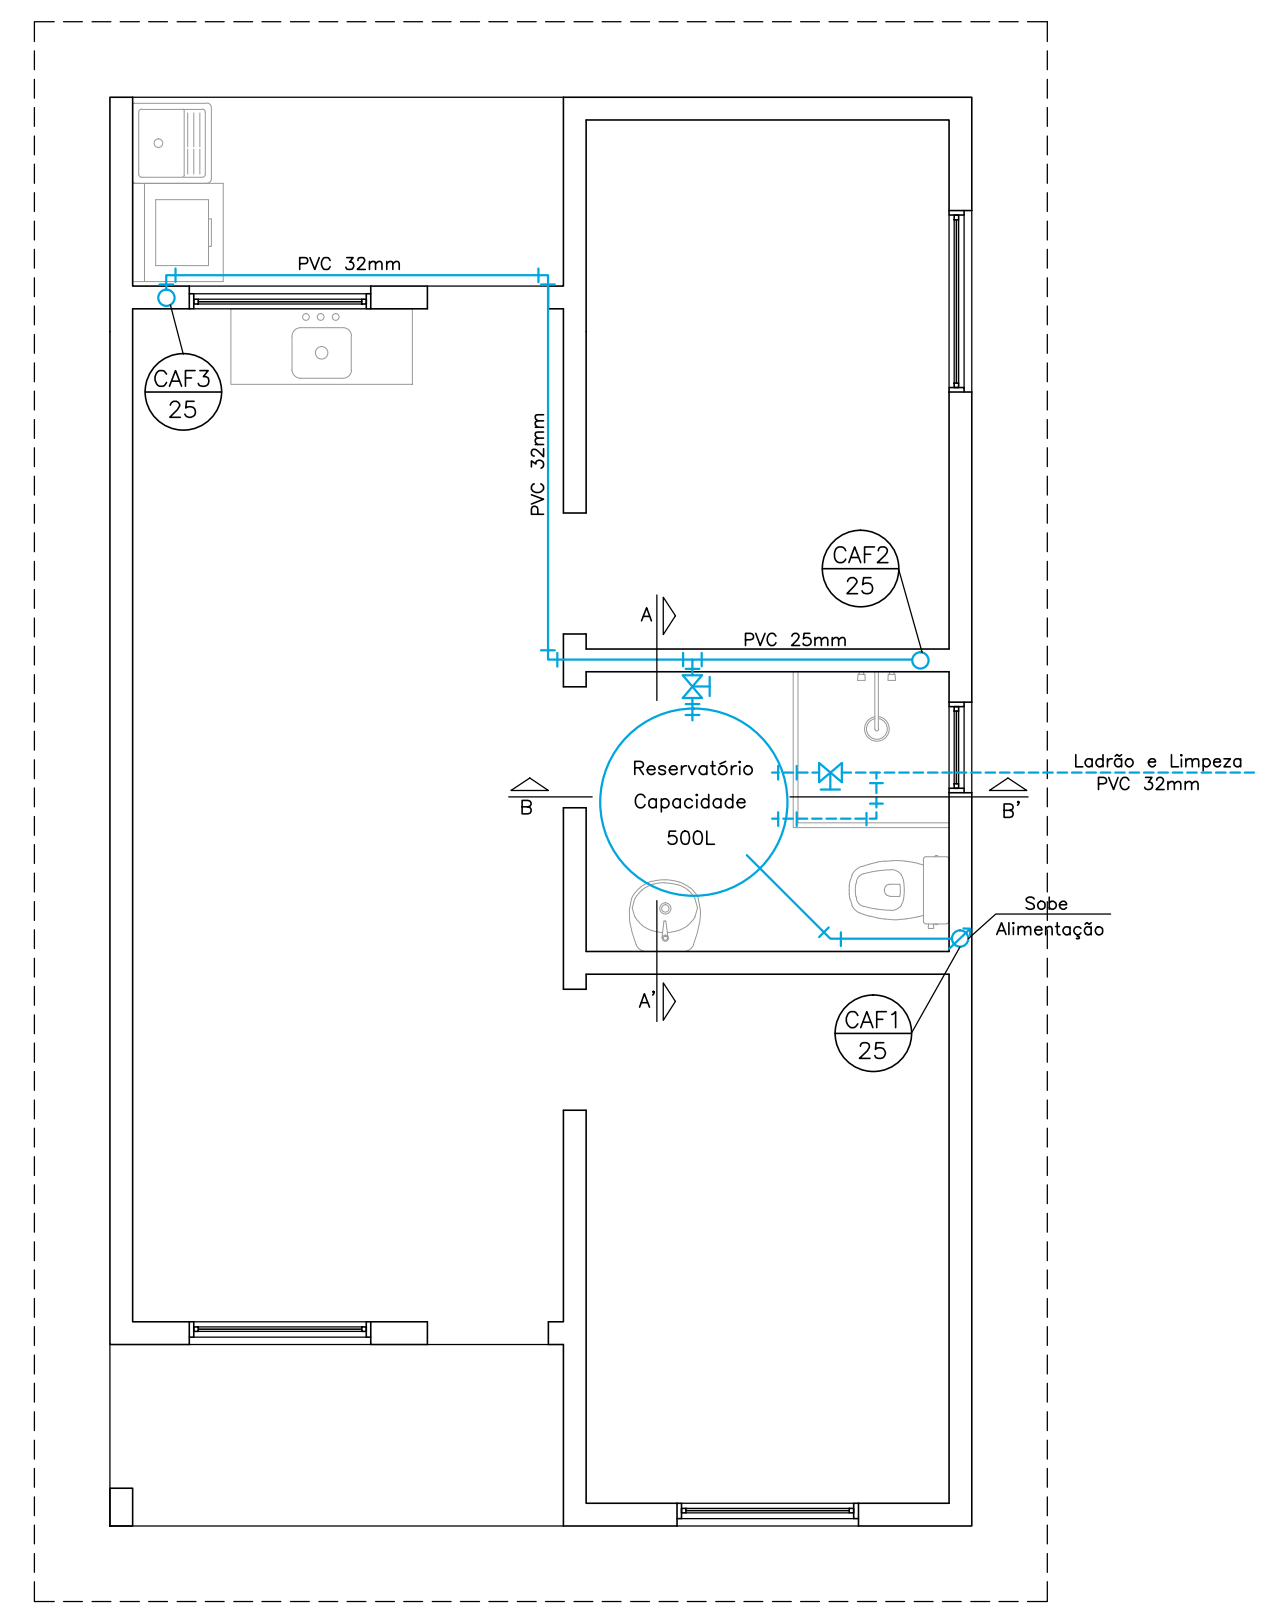 PVC 32mm
CAF3
25
PVC 32mm
CAF2
25
A
PVC 25mm
Reservatório
Capacidade
500L
Ladrão e Limpeza
PVC 32mm
B
B'
Sobe
Alimentação
A'
CAF1
25